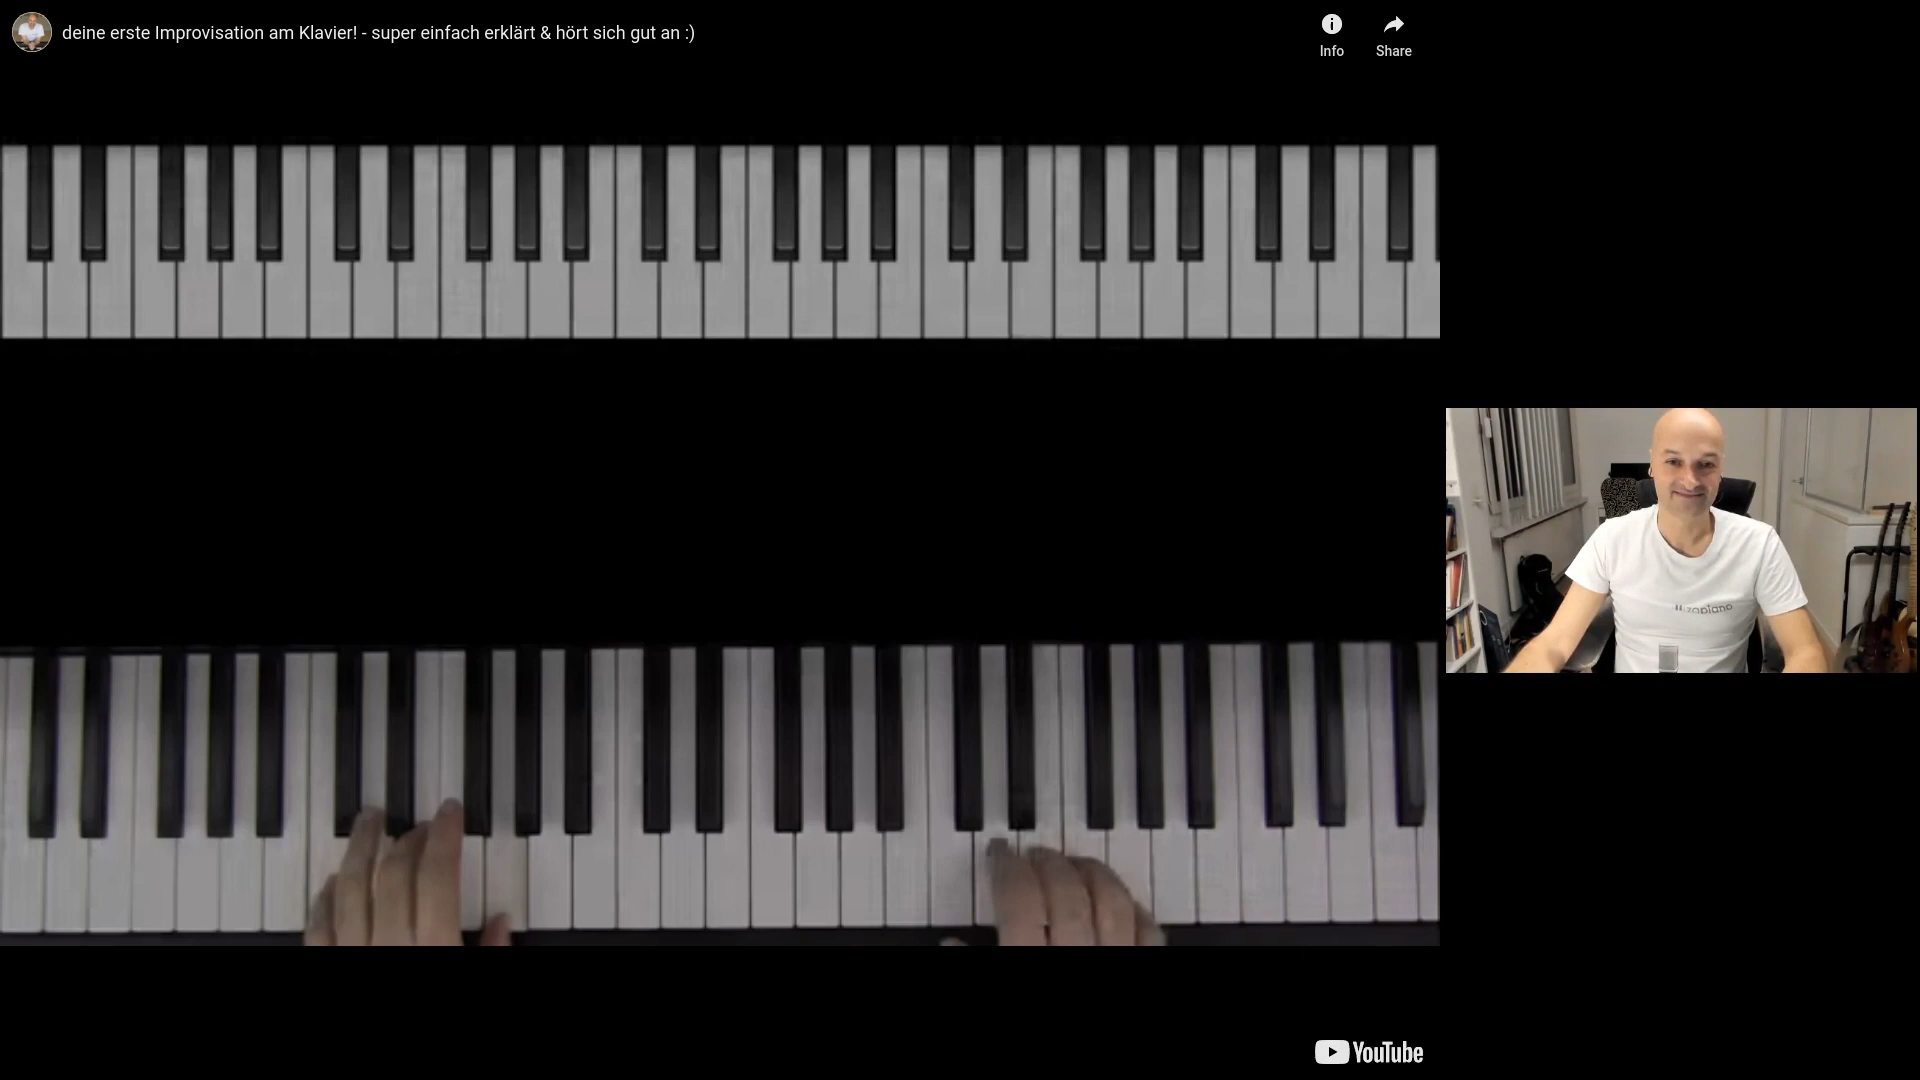 deine erste Improvisation am Klavier! - super einfach erklärt & hört sich gut an :)
Info
Share
YouTube